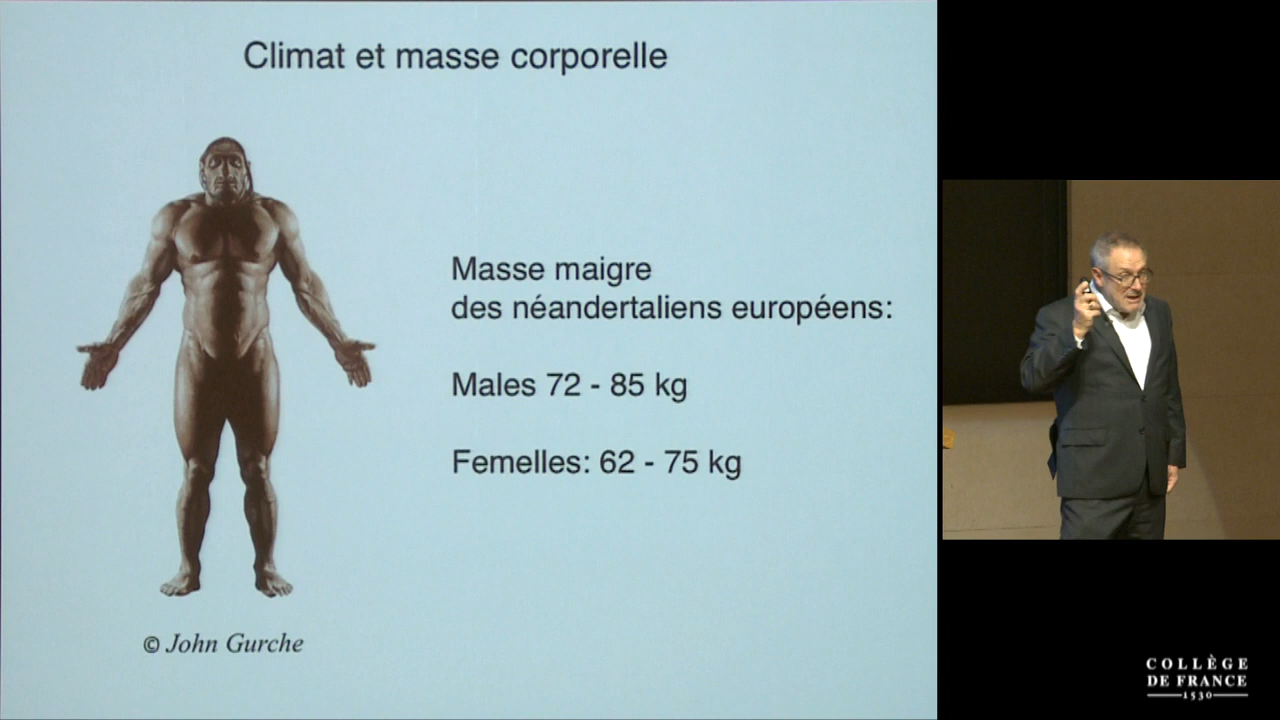 Climat et masse corporelle
Masse maigre
des néandertaliens européens:
Males 72 - 85 kg
Femelles: 62 - 75 kg
© John Gurche
COLLÈGE
DE FRANCE
1530